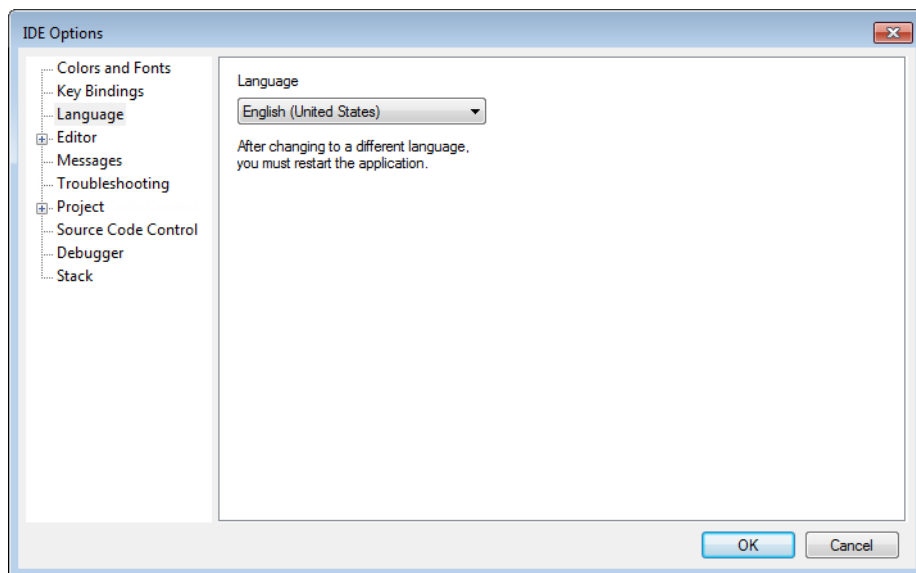 IDE Options
Colors and Fonts
Key Bindings
Language
Editor
Messages
Troubleshooting
Project
Source Code Control
Debugger
Stack
Language
English (United States)
After changing to a different language,
you must restart the application.
OK
Cancel